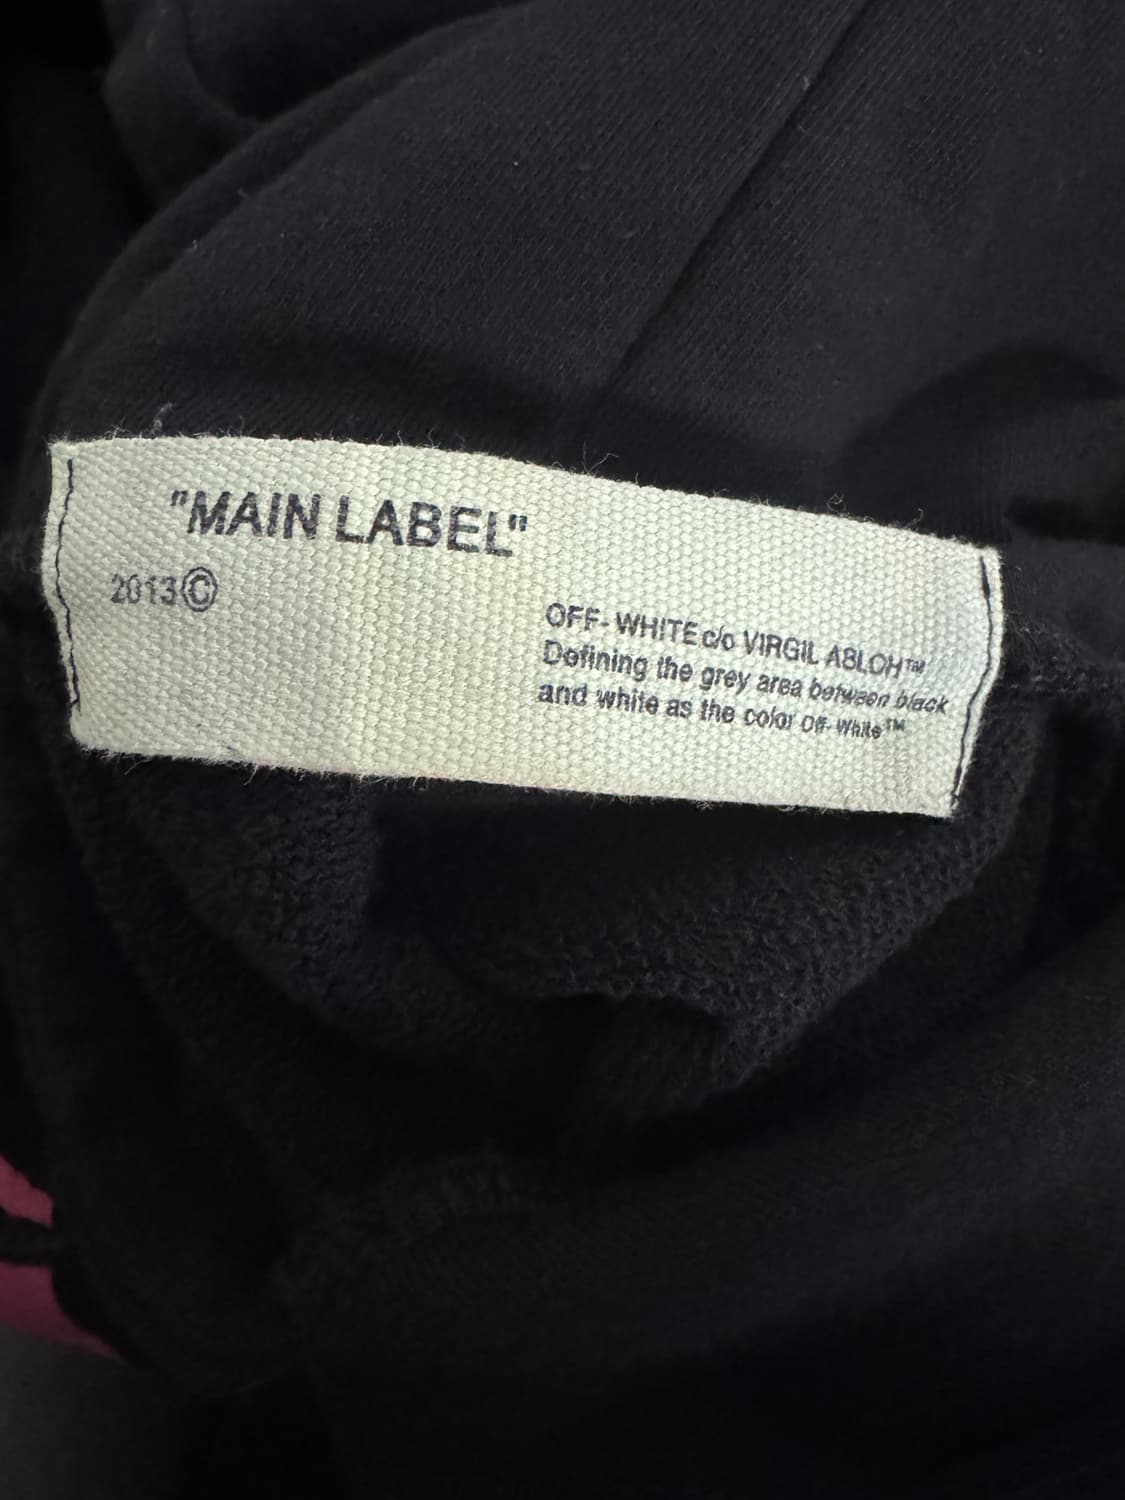 "MAIN LABEL"
2013©
OFF-WHITE c/o VIRGIL ABLOH™
Defining the grey area between black
and white as the color Off-White™